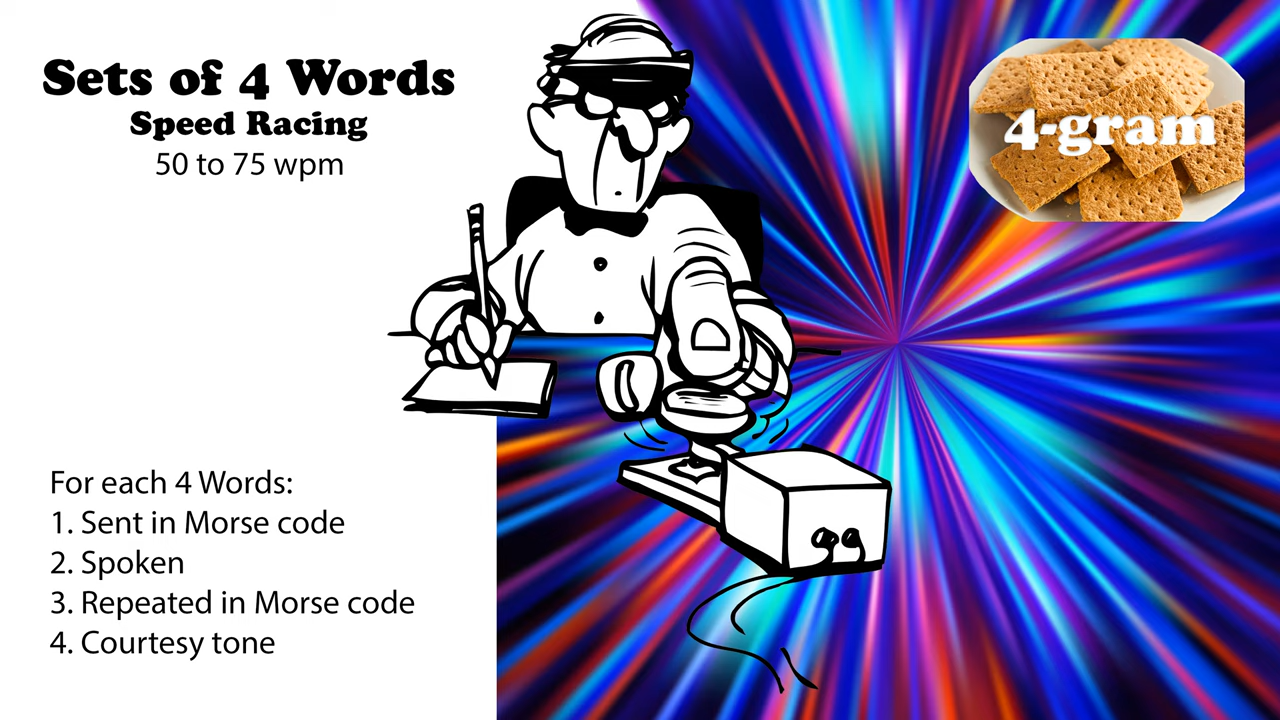 Sets of 4 Words
Speed Racing
50 to 75 wpm
4-gram
For each 4 Words:
1. Sent in Morse code
2. Spoken
3. Repeated in Morse code
4. Courtesy tone